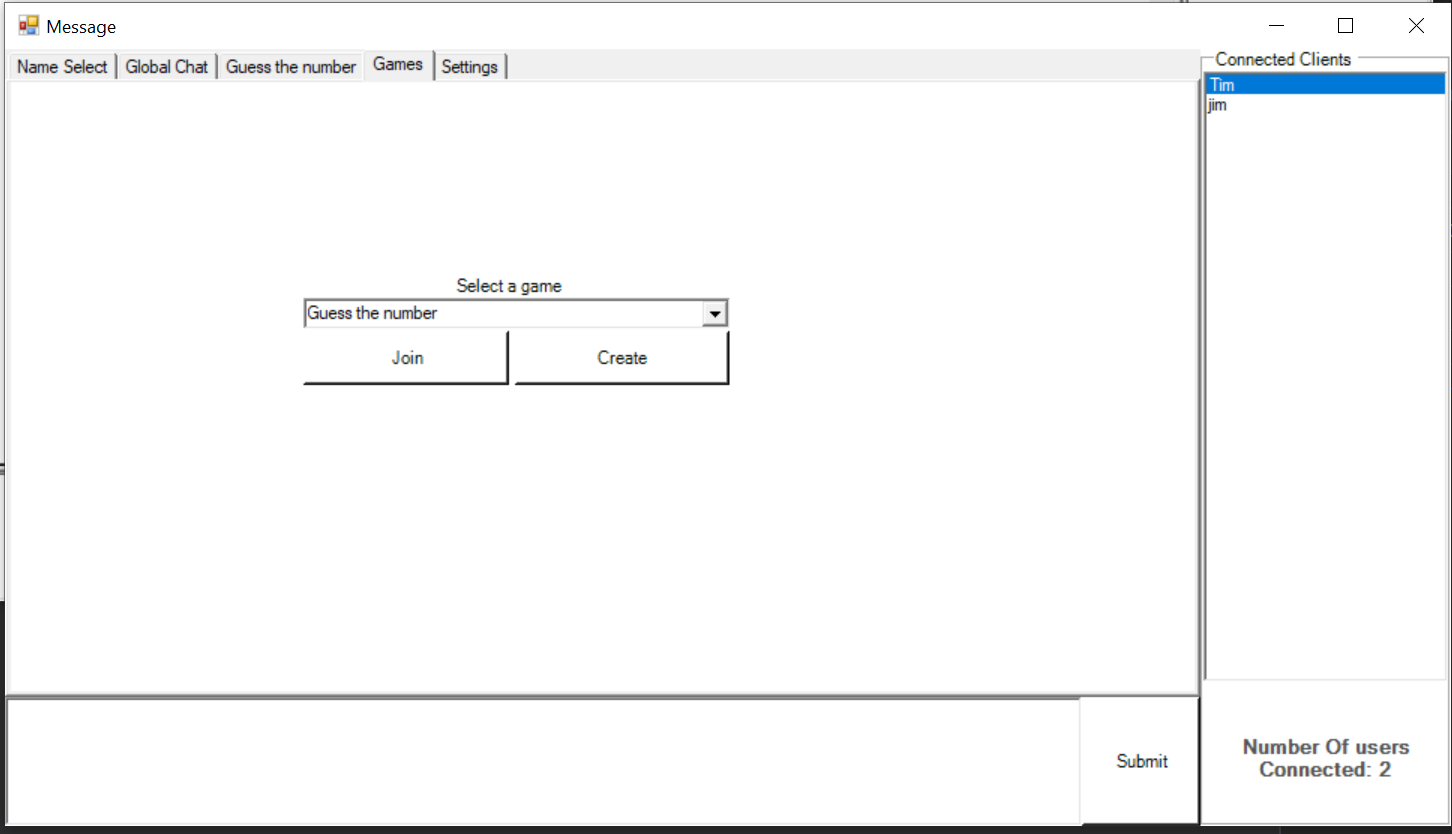 Message
Name Select
Global Chat
Guess the number
Games
Settings
Connected Clients
Tim
jim
Select a game
Guess the number
Join
Create
Submit
Number Of users
Connected: 2